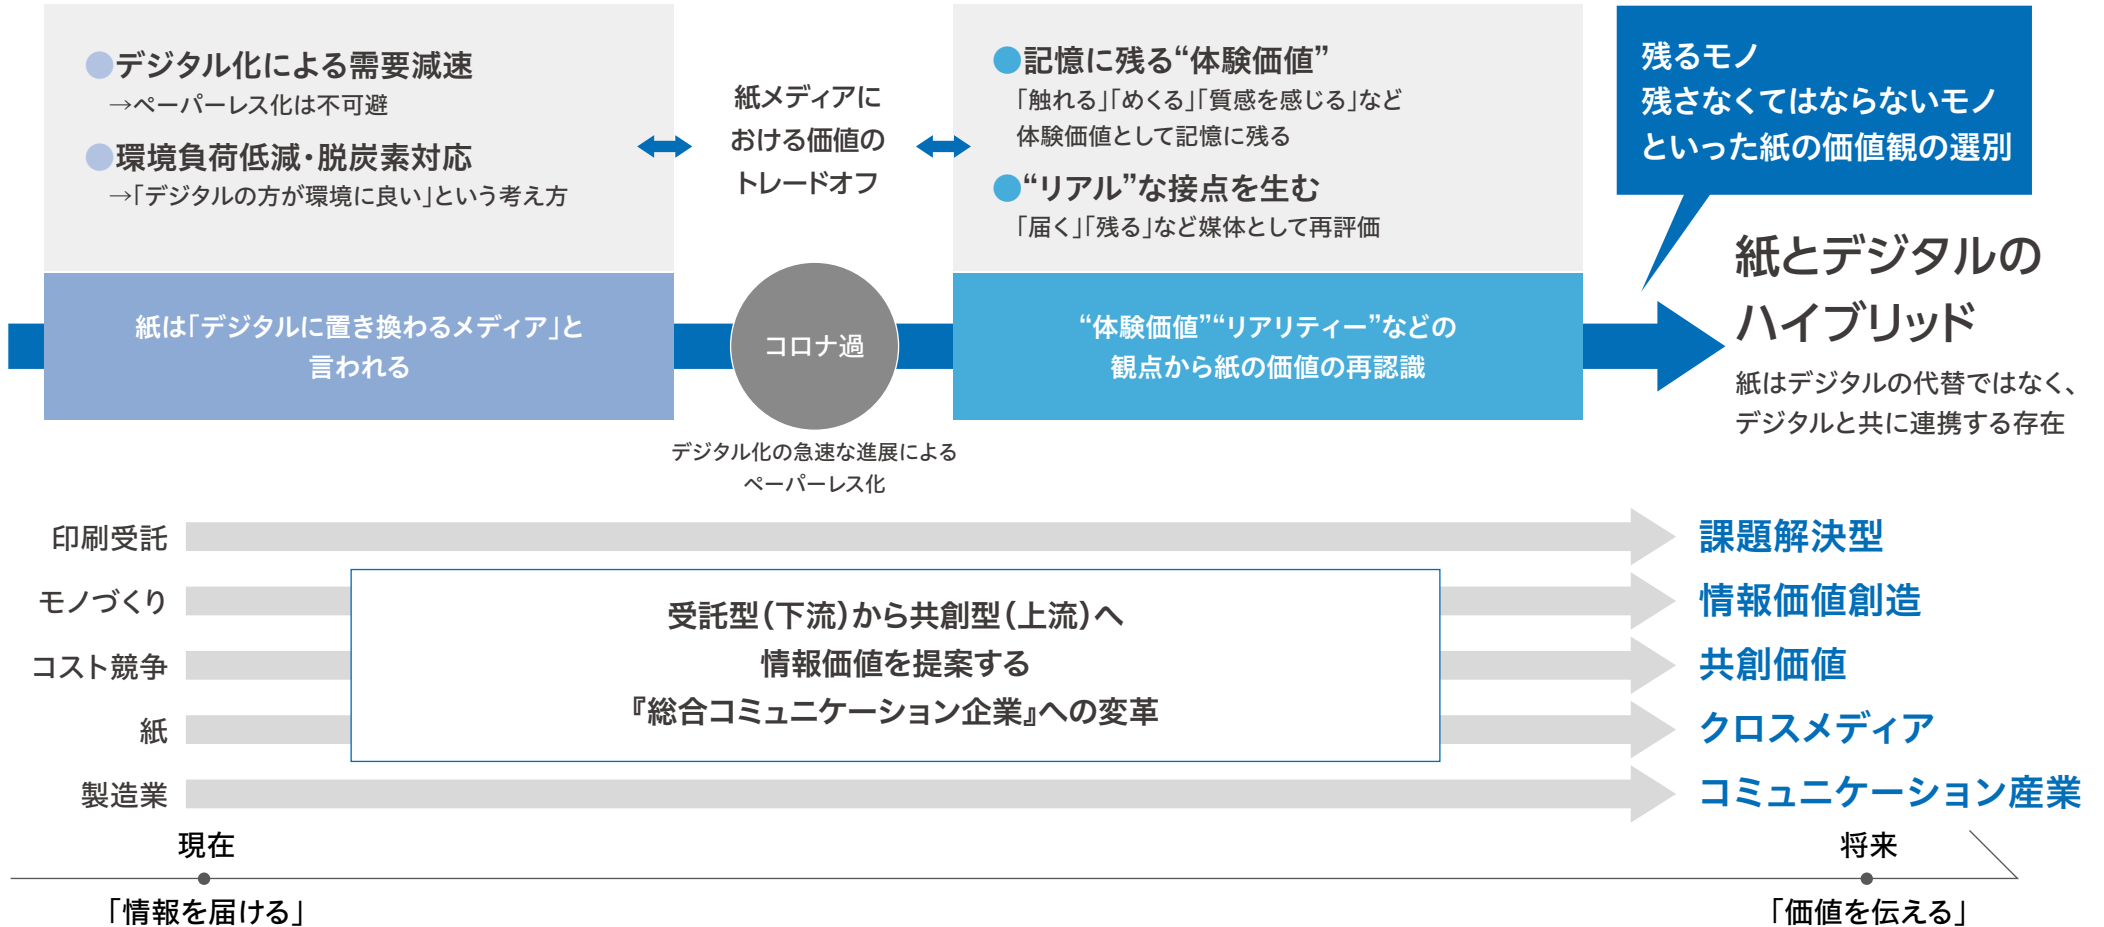 ●デジタル化による需要減速
→ペーパーレス化は不可避
●環境負荷低減・脱炭素対応
→「デジタルの方が環境に良い」という考え方
紙は「デジタルに置き換わるメディア」と
言われる
紙メディアに
おける価値の
トレードオフ
コロナ過
デジタル化の急速な進展による
ペーパーレス化
●記憶に残る“体験価値”
「触れる」「めくる」「質感を感じる」など
体験価値として記憶に残る
●“リアル”な接点を生む
「届く」「残る」など媒体として再評価
“体験価値”“リアリティー”などの
観点から紙の価値の再認識
残るモノ
残さなくてはならないモノ
といった紙の価値観の選別
紙とデジタルの
ハイブリッド
紙はデジタルの代替ではなく、
デジタルと共に連携する存在
印刷受託
課題解決型
モノづくり
情報価値創造
コスト競争
共創価値
紙
クロスメディア
製造業
コミュニケーション産業
受託型（下流）から共創型（上流）へ
情報価値を提案する
『総合コミュニケーション企業』への変革
現在
将来
「情報を届ける」
「価値を伝える」